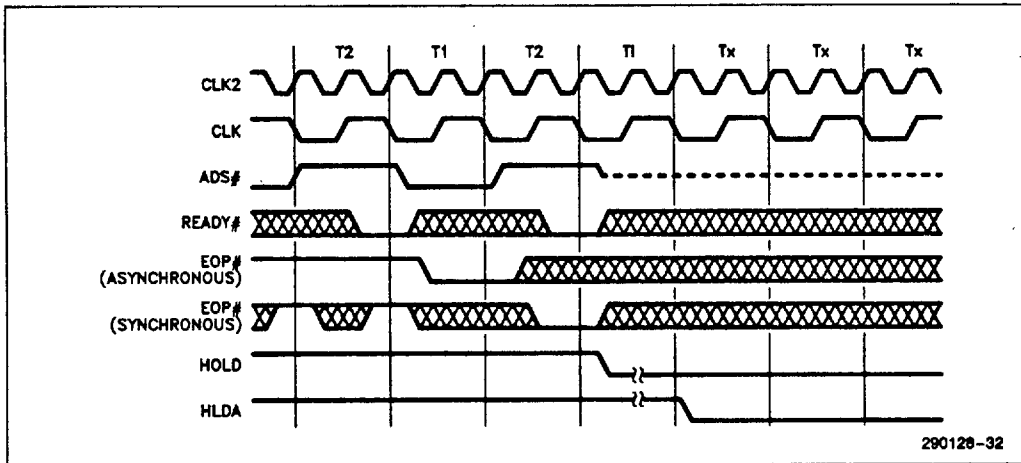 T2 T1 T2 Ti Tx Tx Tx
CLK2
CLK
ADS#
READY#
EOP#
(ASYNCHRONOUS)
EOP#
(SYNCHRONOUS)
HOLD
HLDA
290128-32